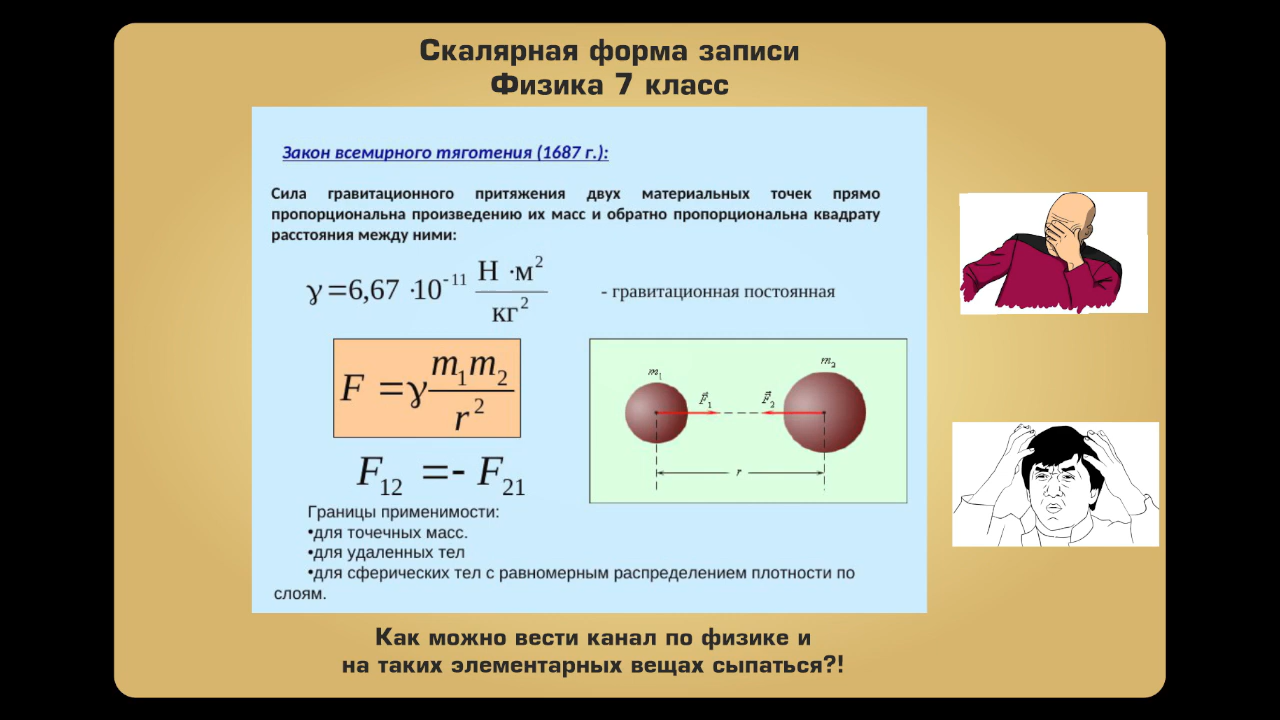 Скалярная форма записи
Физика 7 класс
Закон всемирного тяготения (1687 г.):
Сила гравитационного притяжения двух материальных точек прямо
пропорциональна произведению их масс и обратно пропорциональна квадрату
расстояния между ними:
γ=6,67 ·10⁻¹¹ Н ·м² / кг² - гравитационная постоянная
F =γ m₁m₂ / r²
m₁ m₂
F⃗₁ F⃗₂
r
F₁₂ =- F₂₁
Границы применимости:
•для точечных масс.
•для удаленных тел
•для сферических тел с равномерным распределением плотности по
слоям.
Как можно вести канал по физике и
на таких элементарных вещах сыпаться?!